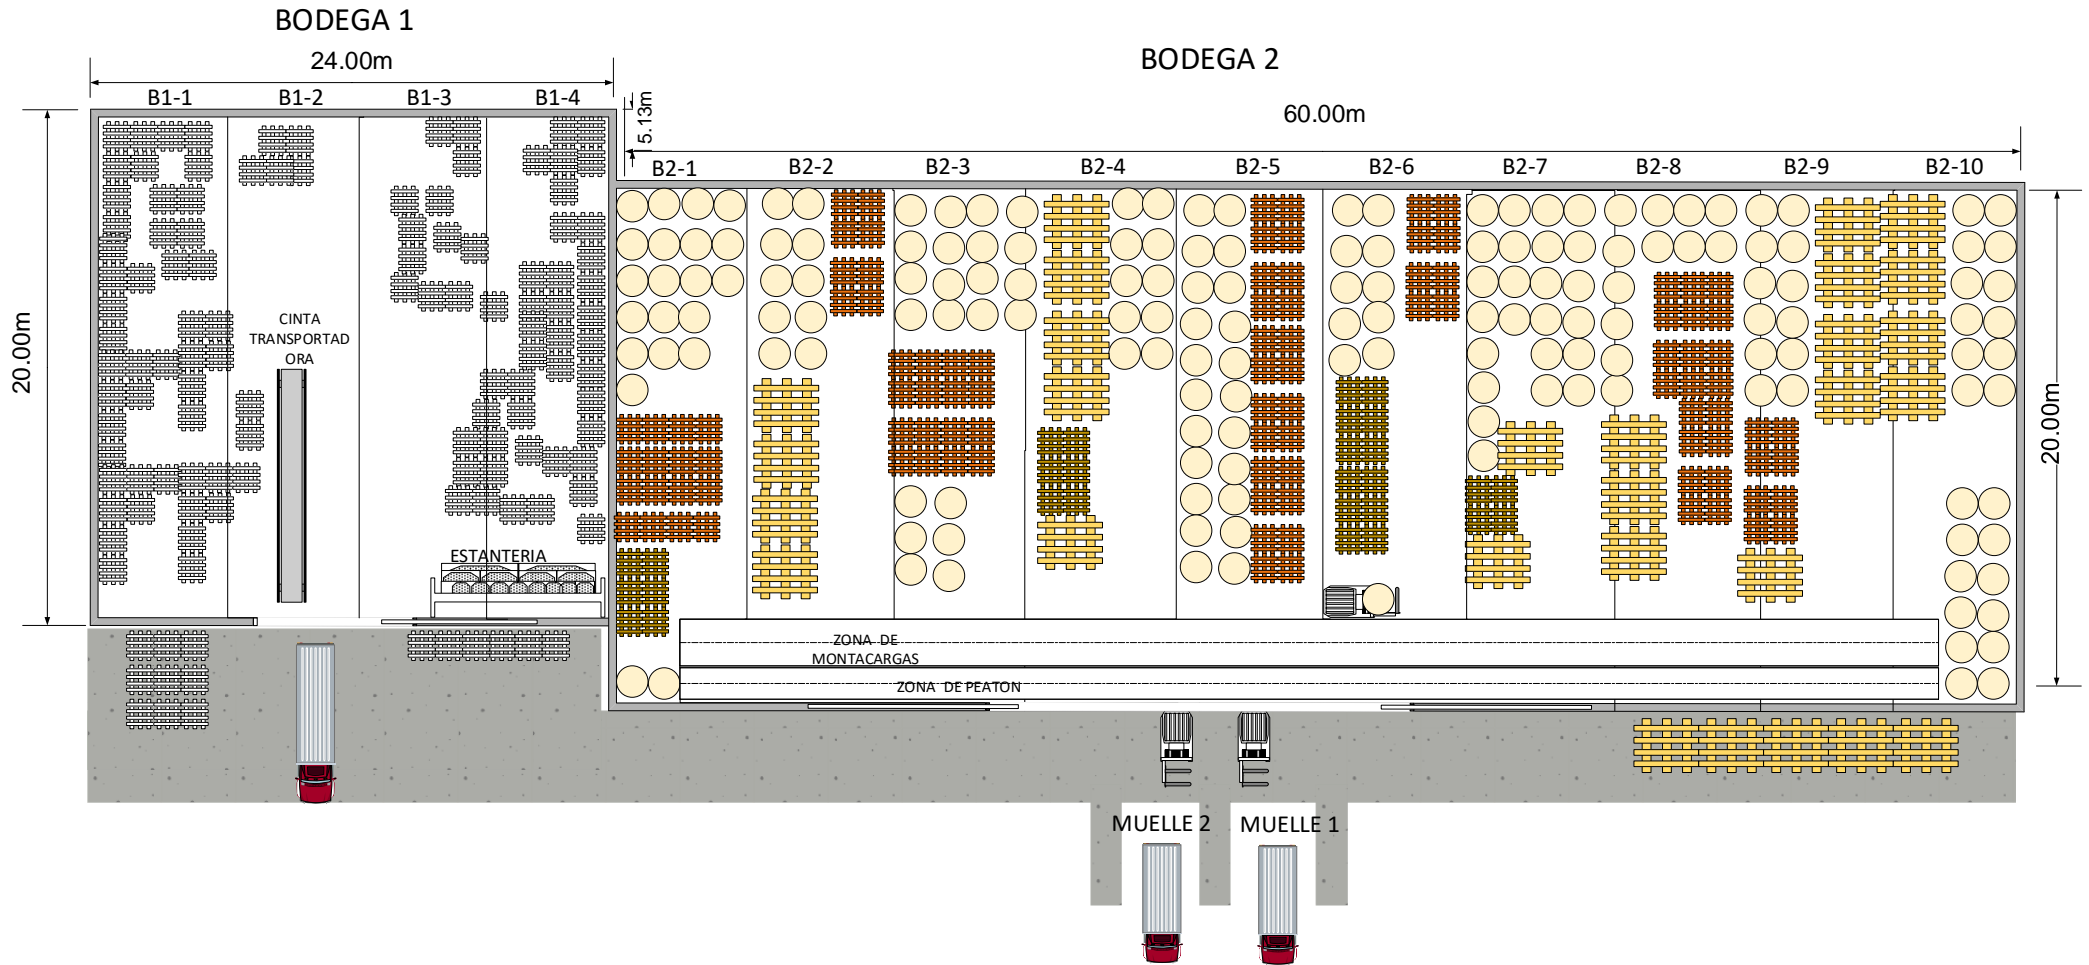 BODEGA 1
24.00m
BODEGA 2
60.00m
5.13m
B1-1
B1-2
B1-3
B1-4
B2-1
B2-2
B2-3
B2-4
B2-5
B2-6
B2-7
B2-8
B2-9
B2-10
20.00m
CINTA
TRANSPORTAD
ORA
20.00m
ESTANTERIA
ZONA DE
MONTACARGAS
ZONA DE PEATON
MUELLE 2
MUELLE 1